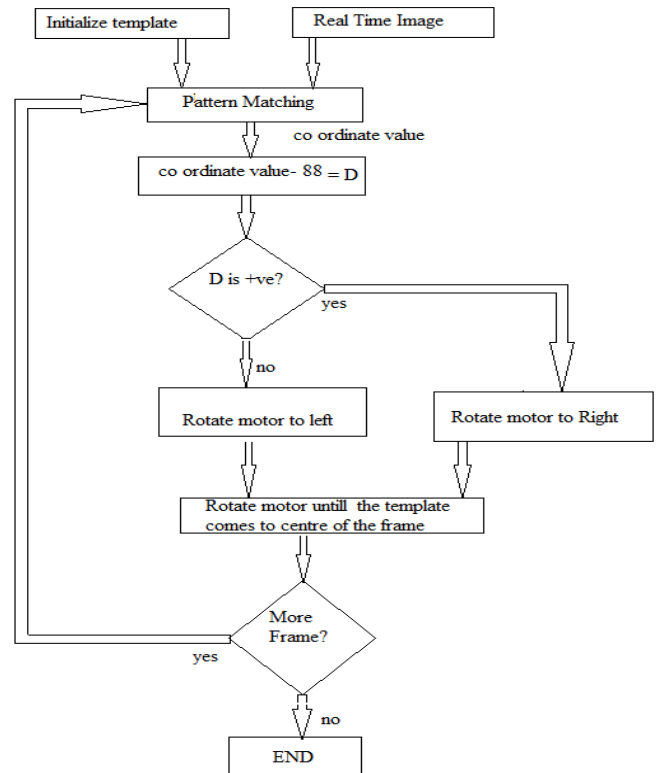 Initialize template
Real Time Image
Pattern Matching
co ordinate value
co ordinate value- 88 = D
D is +ve?
yes
no
Rotate motor to left
Rotate motor to Right
Rotate motor untill the template
comes to centre of the frame
More
Frame?
yes
no
END